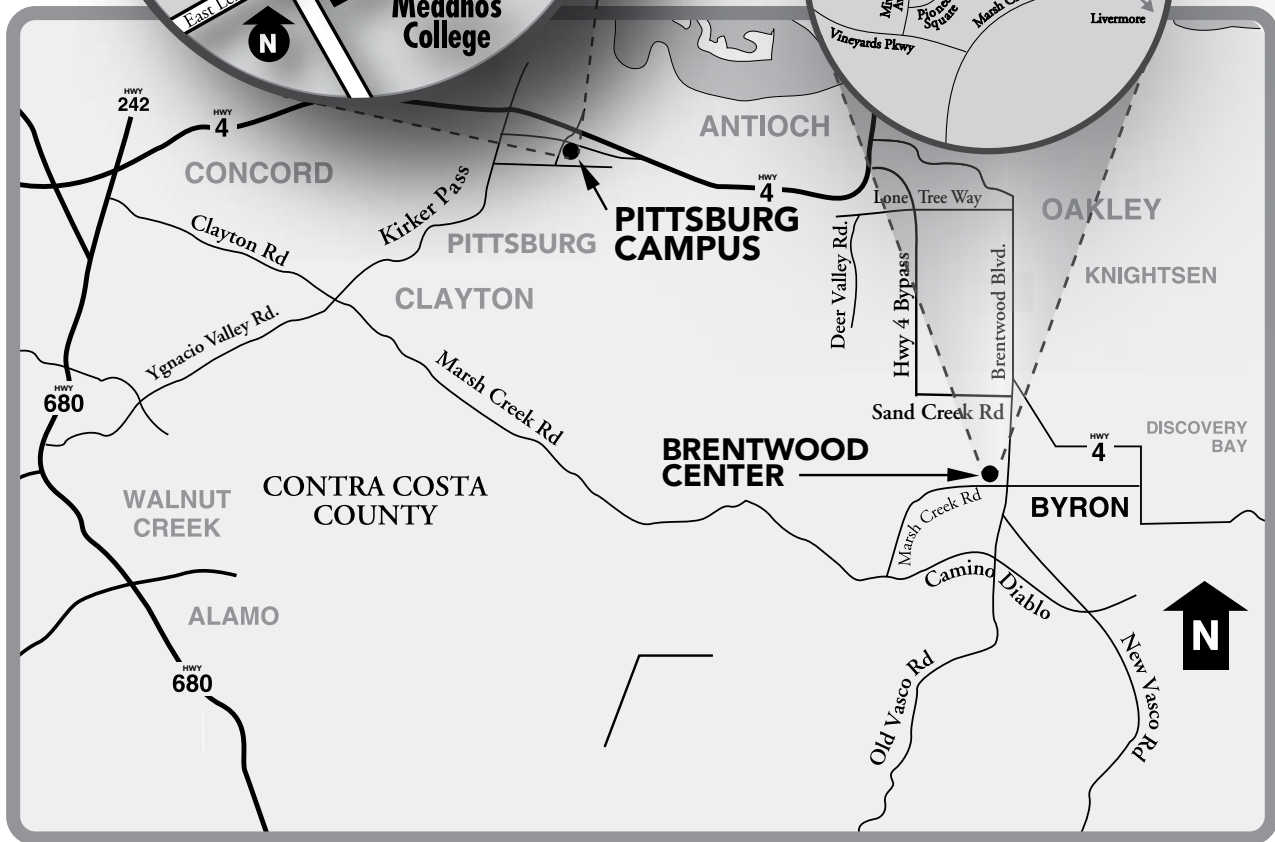 Medanos
College
N
Vineyards Pkwy
Pioneer
Square
Livermore
HWY
242
HWY
4
CONCORD
ANTIOCH
HWY
4
Lone Tree Way
OAKLEY
Clayton Rd
Kirker Pass
PITTSBURG
PITTSBURG
CAMPUS
KNIGHTSEN
CLAYTON
Deer Valley Rd.
Hwy 4 Bypass
Brentwood Blvd.
Ygnacio Valley Rd.
Marsh Creek Rd
HWY
680
Sand Creek Rd
DISCOVERY
BAY
HWY
4
BRENTWOOD
CENTER
WALNUT
CREEK
CONTRA COSTA
COUNTY
Marsh Creek Rd
BYRON
Camino Diablo
ALAMO
N
HWY
680
Old Vasco Rd
New Vasco Rd